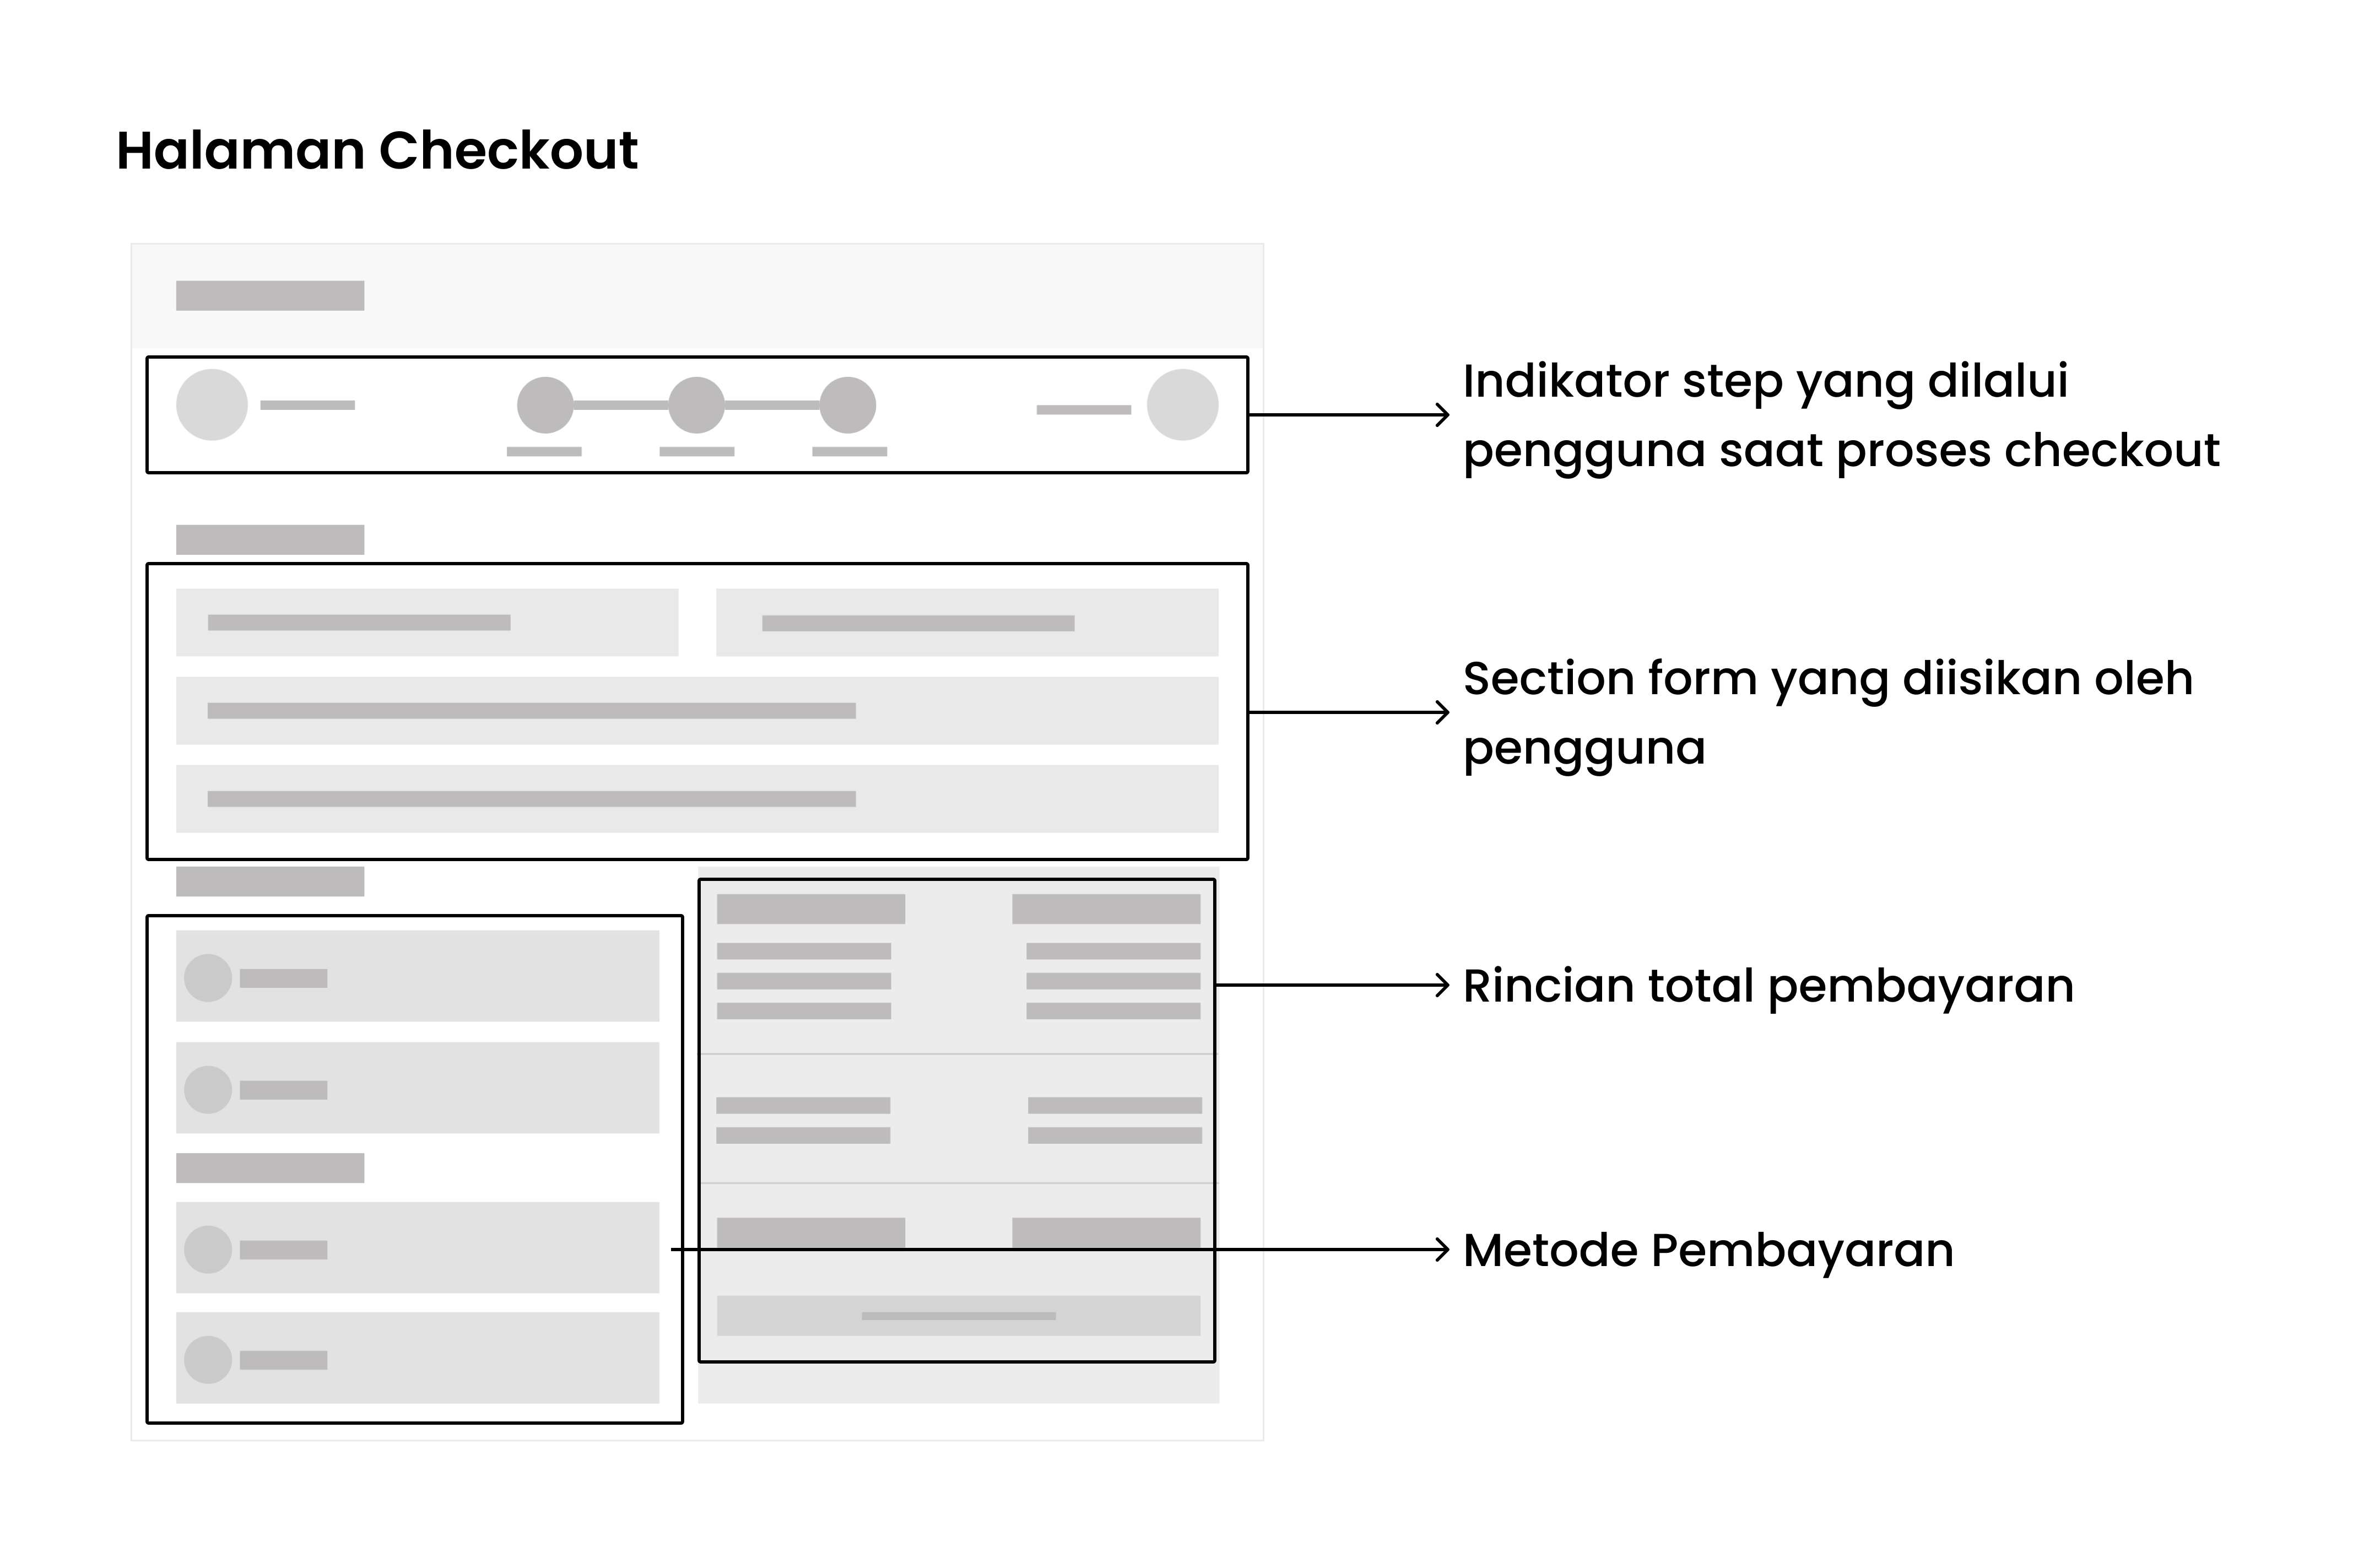 Halaman Checkout
Indikator step yang dilalui
pengguna saat proses checkout
Section form yang diisikan oleh
pengguna
Rincian total pembayaran
Metode Pembayaran